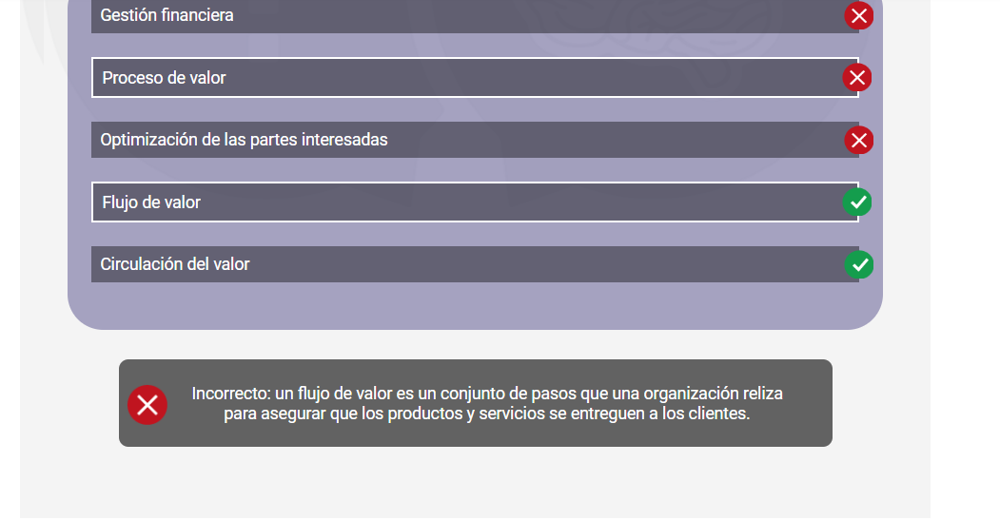 Gestión financiera
Proceso de valor
Optimización de las partes interesadas
Flujo de valor
Circulación del valor
Incorrecto: un flujo de valor es un conjunto de pasos que una organización reliza
para asegurar que los productos y servicios se entreguen a los clientes.